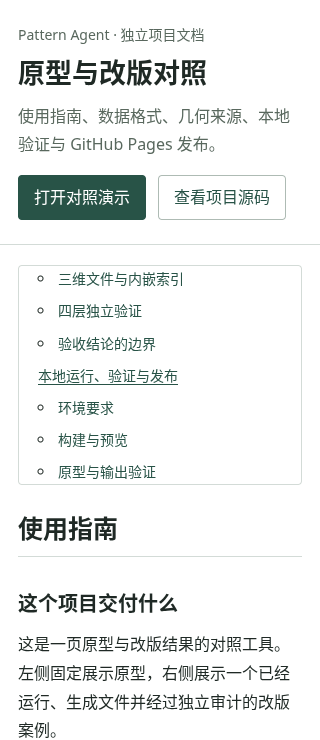 Pattern Agent · 独立项目文档
原型与改版对照
使用指南、数据格式、几何来源、本地
验证与 GitHub Pages 发布。
打开对照演示
查看项目源码
三维文件与内嵌索引
四层独立验证
验收结论的边界
本地运行、验证与发布
环境要求
构建与预览
原型与输出验证
使用指南
这个项目交付什么
这是一页原型与改版结果的对照工具。
左侧固定展示原型，右侧展示一个已经
运行、生成文件并经过独立审计的改版
案例。